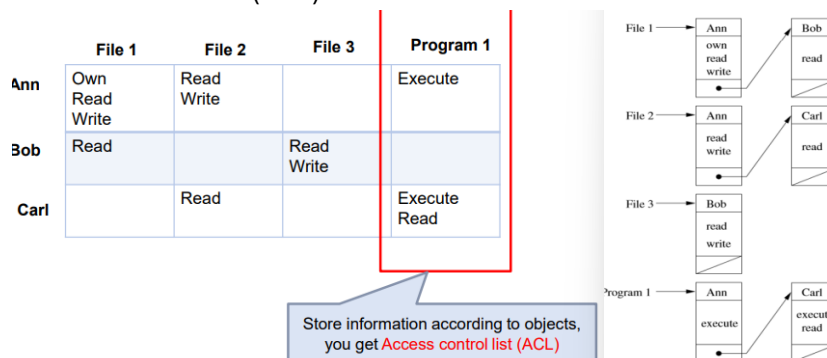 File 1 File 2 File 3 Program 1
Ann Own Read Execute
Read Write
Write
Bob Read Read
Write
Carl Read Execute
Read
Store information according to objects,
you get Access control list (ACL)
File 1 Ann Bob
own
read read
write
File 2 Ann Carl
read read
write
File 3 Bob
read
write
Program 1 Ann Carl
execute execut
read